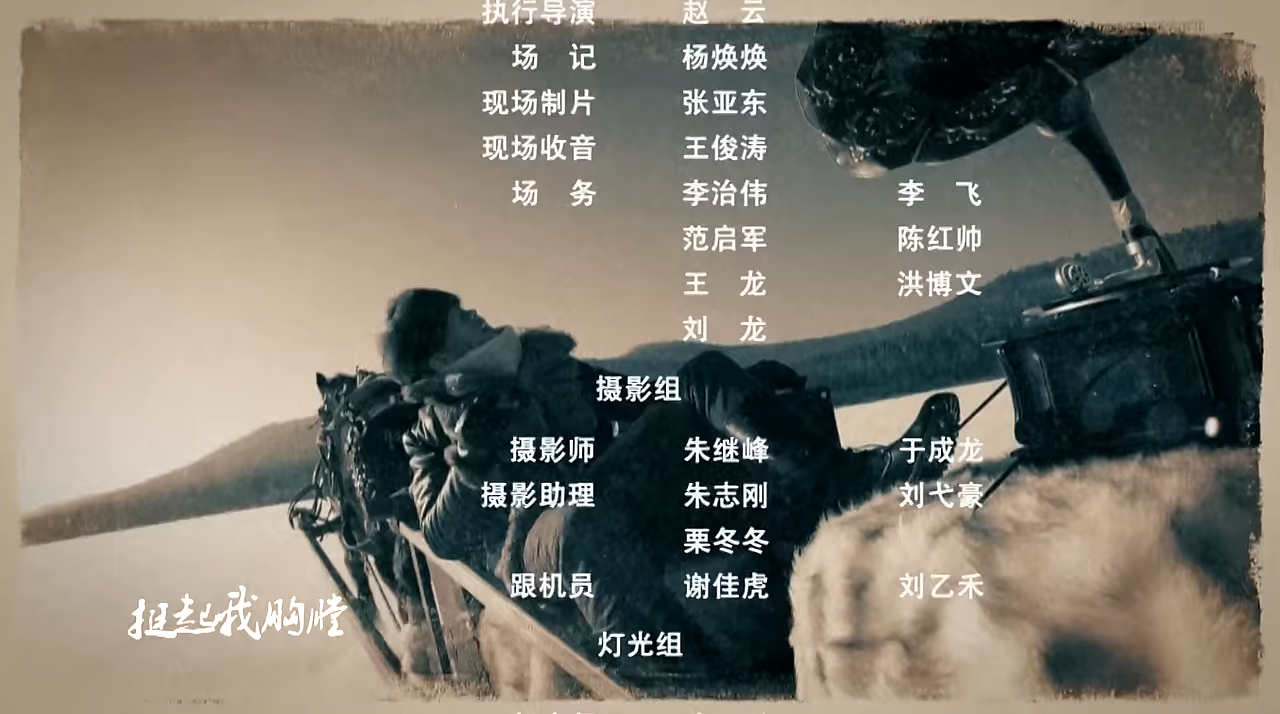 执行导演 赵 云
场 记 杨焕焕
现场制片 张亚东
现场收音 王俊涛
场 务 李治伟 李 飞
范启军 陈红帅
王 龙 洪博文
刘 龙
摄影组
摄影师 朱继峰 于成龙
摄影助理 朱志刚 刘弋豪
栗冬冬
跟机员 谢佳虎 刘乙禾
挺起我胸膛
灯光组